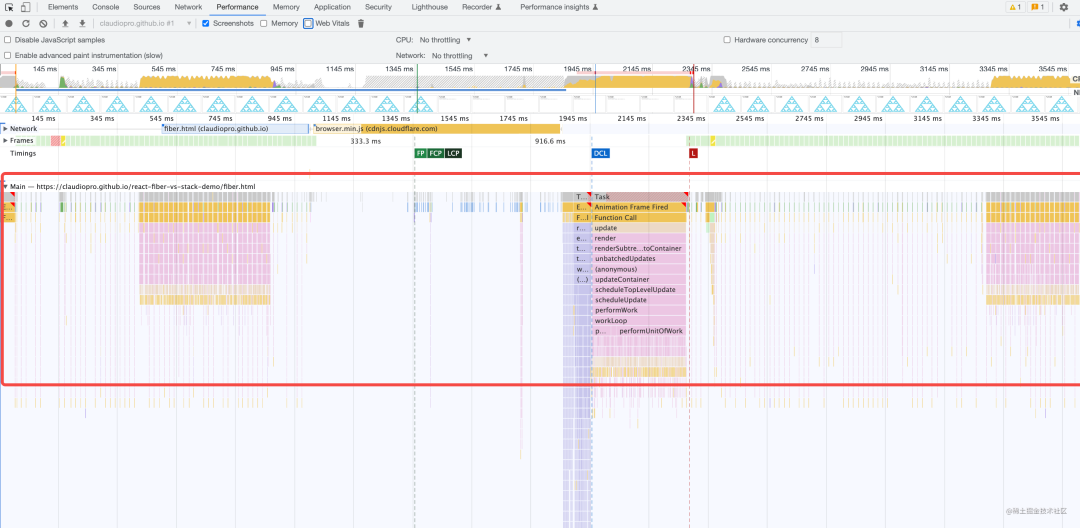 Elements Console Sources Network Performance Memory Application Security Lighthouse Recorder Performance insights 1 1
claudiopro.github.io #1 Screenshots Memory Web Vitals
Disable JavaScript samples CPU: No throttling Hardware concurrency 8
Enable advanced paint instrumentation (slow) Network: No throttling
145 ms 345 ms 545 ms 745 ms 945 ms 1145 ms 1345 ms 1545 ms 1745 ms 1945 ms 2145 ms 2345 ms 2545 ms 2745 ms 2945 ms 3145 ms 3345 ms 3545 ms
145 ms 345 ms 545 ms 745 ms 945 ms 1145 ms 1345 ms 1545 ms 1745 ms 1945 ms 2145 ms 2345 ms 2545 ms 2745 ms 2945 ms 3145 ms 3345 ms 3545 ms
Network fiber.html (claudiopro.github.io) browser.min.js (cdnjs.cloudflare.com)
Frames 333.3 ms 916.6 ms
Timings FP FCP LCP DCL L
Main — https://claudiopro.github.io/react-fiber-vs-stack-demo/fiber.html
T... Task
E... Animation Frame Fired
F...l Function Call
r... update
e... render
t... renderSubtre...toContainer
t... unbatchedUpdates
w... (anonymous)
(...) updateContainer
scheduleTopLevelUpdate
scheduleUpdate
performWork
workLoop
p... performUnitOfWork
@稀土掘金技术社区